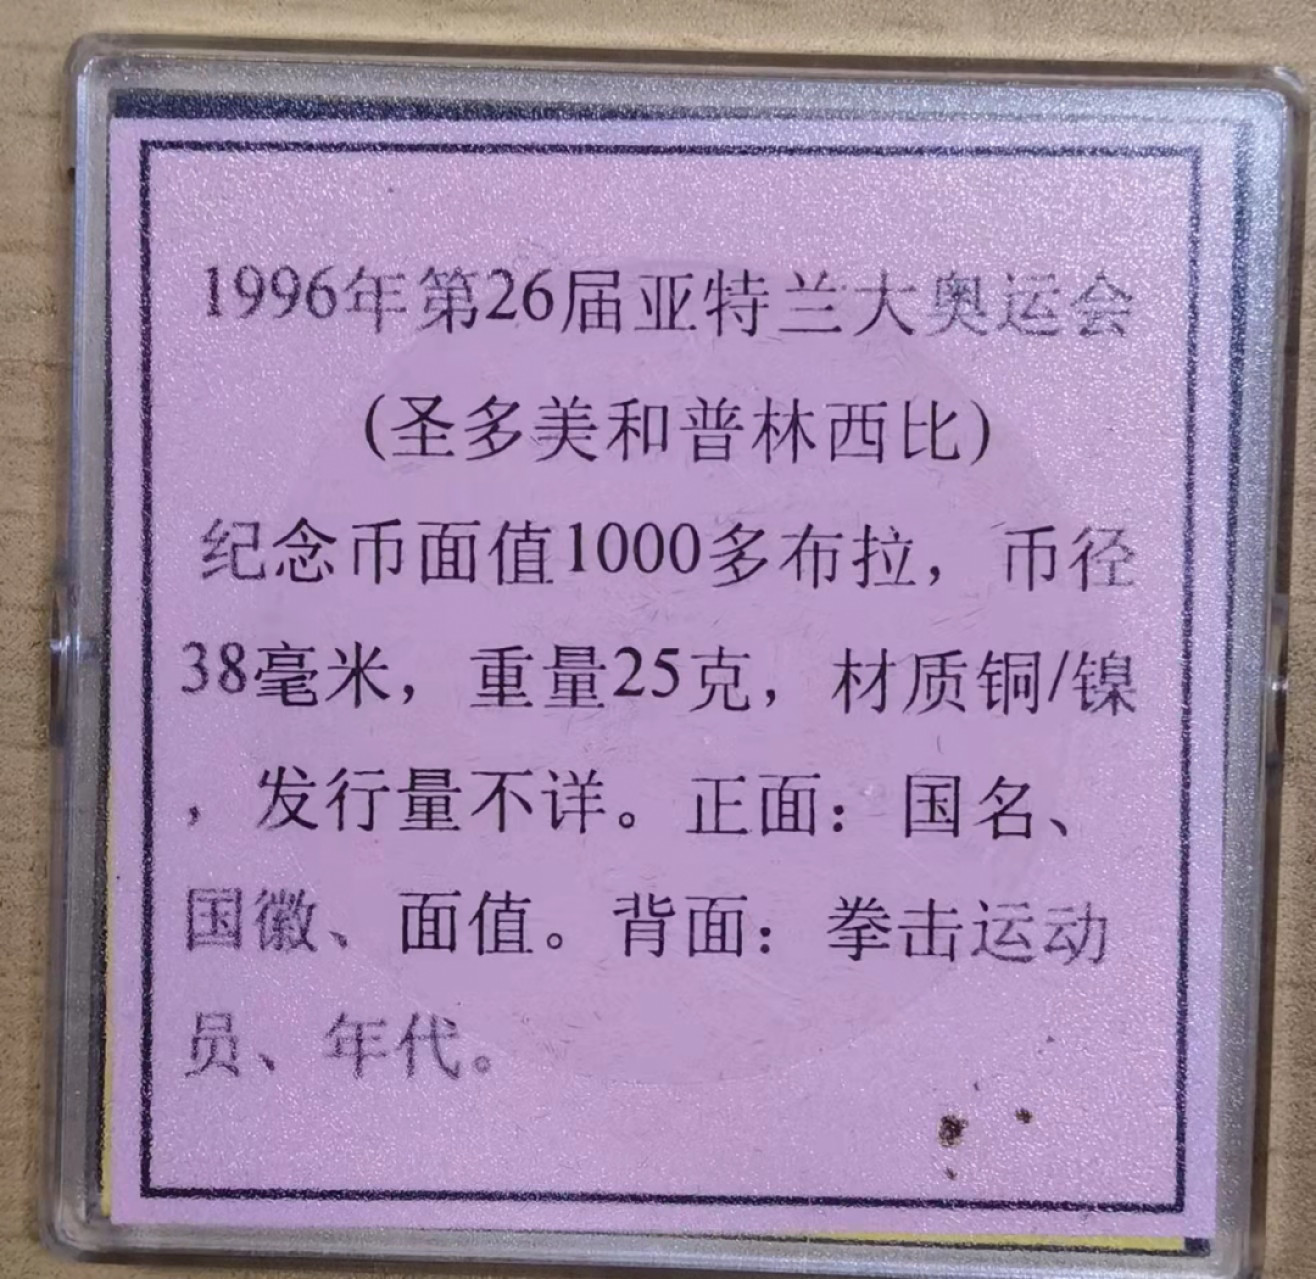 1996年第26届亚特兰大奥运会
(圣多美和普林西比)
纪念币面值1000多布拉，币径
38毫米，重量25克，材质铜/镍
，发行量不详。正面：国名、
国徽、面值。背面：拳击运动
员、年代。